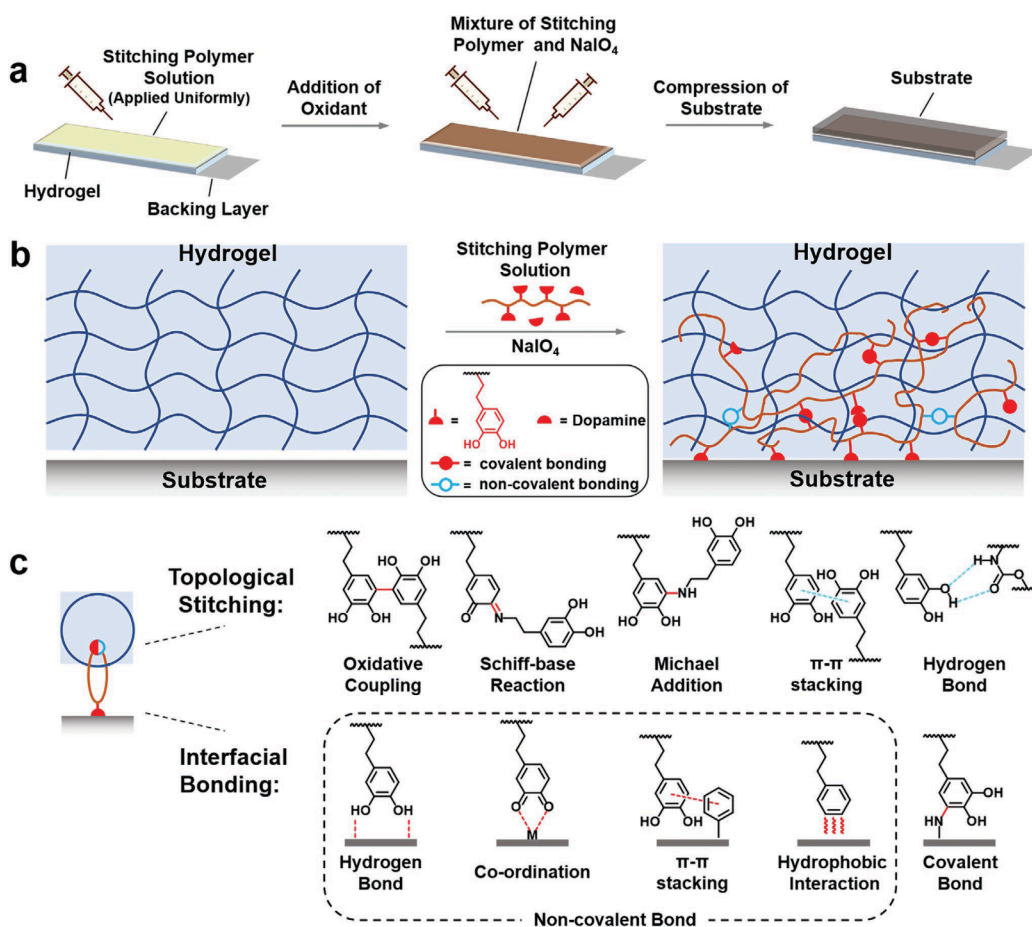 a
Stitching Polymer
Solution
(Applied Uniformly)
Hydrogel
Backing Layer
Addition of
Oxidant
Mixture of Stitching
Polymer and NaIO₄
Compression of
Substrate
Substrate
b
Hydrogel
Substrate
Stitching Polymer
Solution
NaIO₄
=
HO OH
= Dopamine
= covalent bonding
= non-covalent bonding
Hydrogel
Substrate
c
Topological
Stitching:
OH
HO
OH
HO
Oxidative
Coupling
O
N
HO
OH
Schiff-base
Reaction
HO OH
NH
HO OH
Michael
Addition
HO
HO
OH
OH
π-π
stacking
HO
O
H
H
N
O
O
Hydrogen
Bond
Interfacial
Bonding:
HO OH
Hydrogen
Bond
O O
M
Co-ordination
HO
OH
π-π
stacking
Hydrophobic
Interaction
OH
OH
HN
Covalent
Bond
Non-covalent Bond